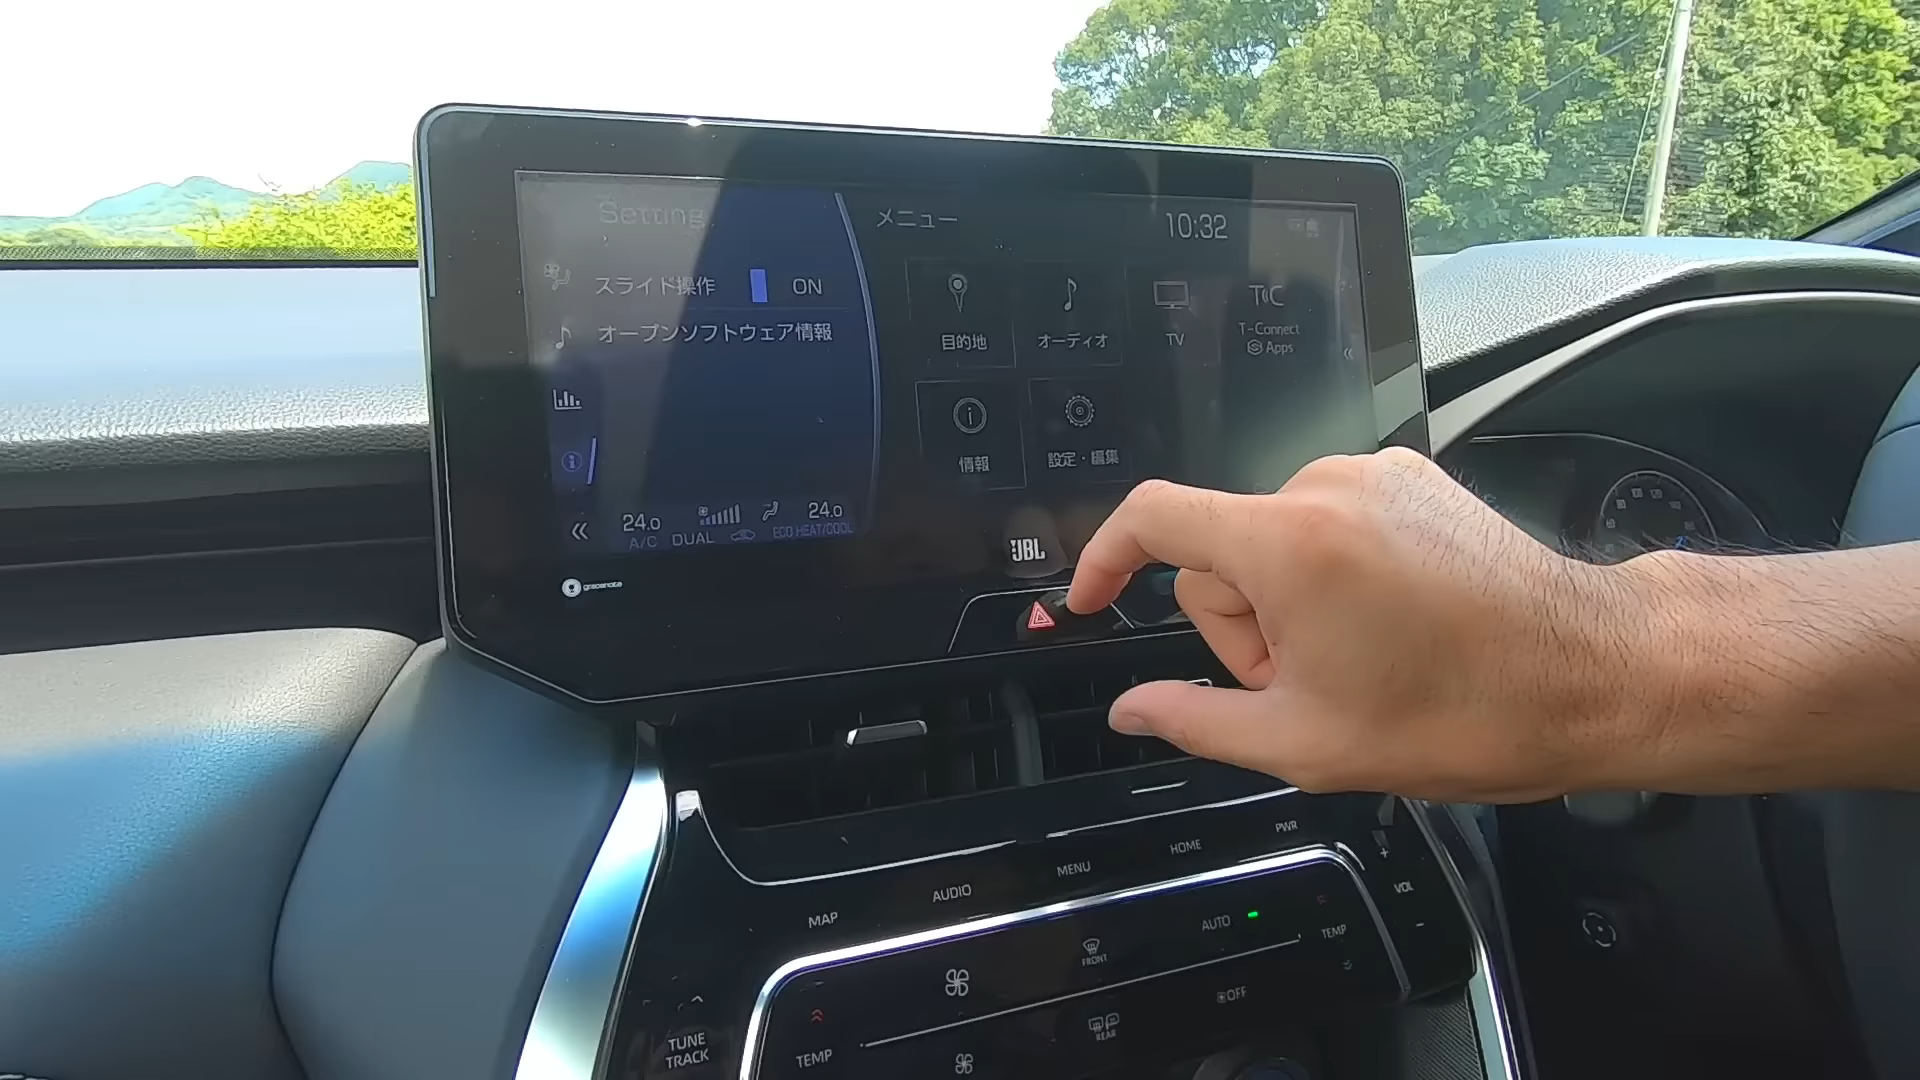 Setting
スライド操作 ON
オープンソフトウェア情報
24.0 24.0
A/C DUAL ECO HEAT/COOL
gracenote
メニュー 10:32
目的地 オーディオ TV T-Connect
Apps
情報 設定・編集
JBL
MAP AUDIO MENU HOME PWR
+
VOL
-
AUTO
FRONT
TEMP
OFF
REAR
TEMP
TUNE
TRACK